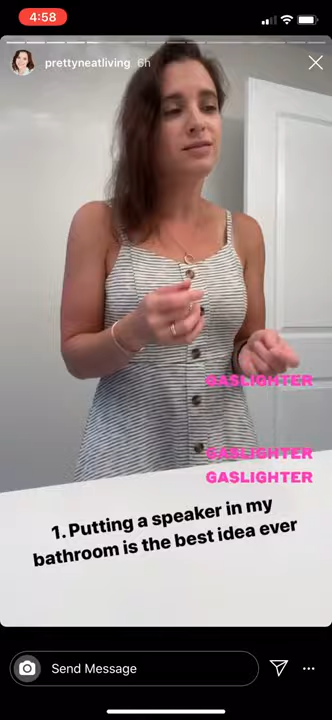 4:58
prettyneatliving 6h
GASLIGHTER
GASLIGHTER
GASLIGHTER
1. Putting a speaker in my
bathroom is the best idea ever
Send Message